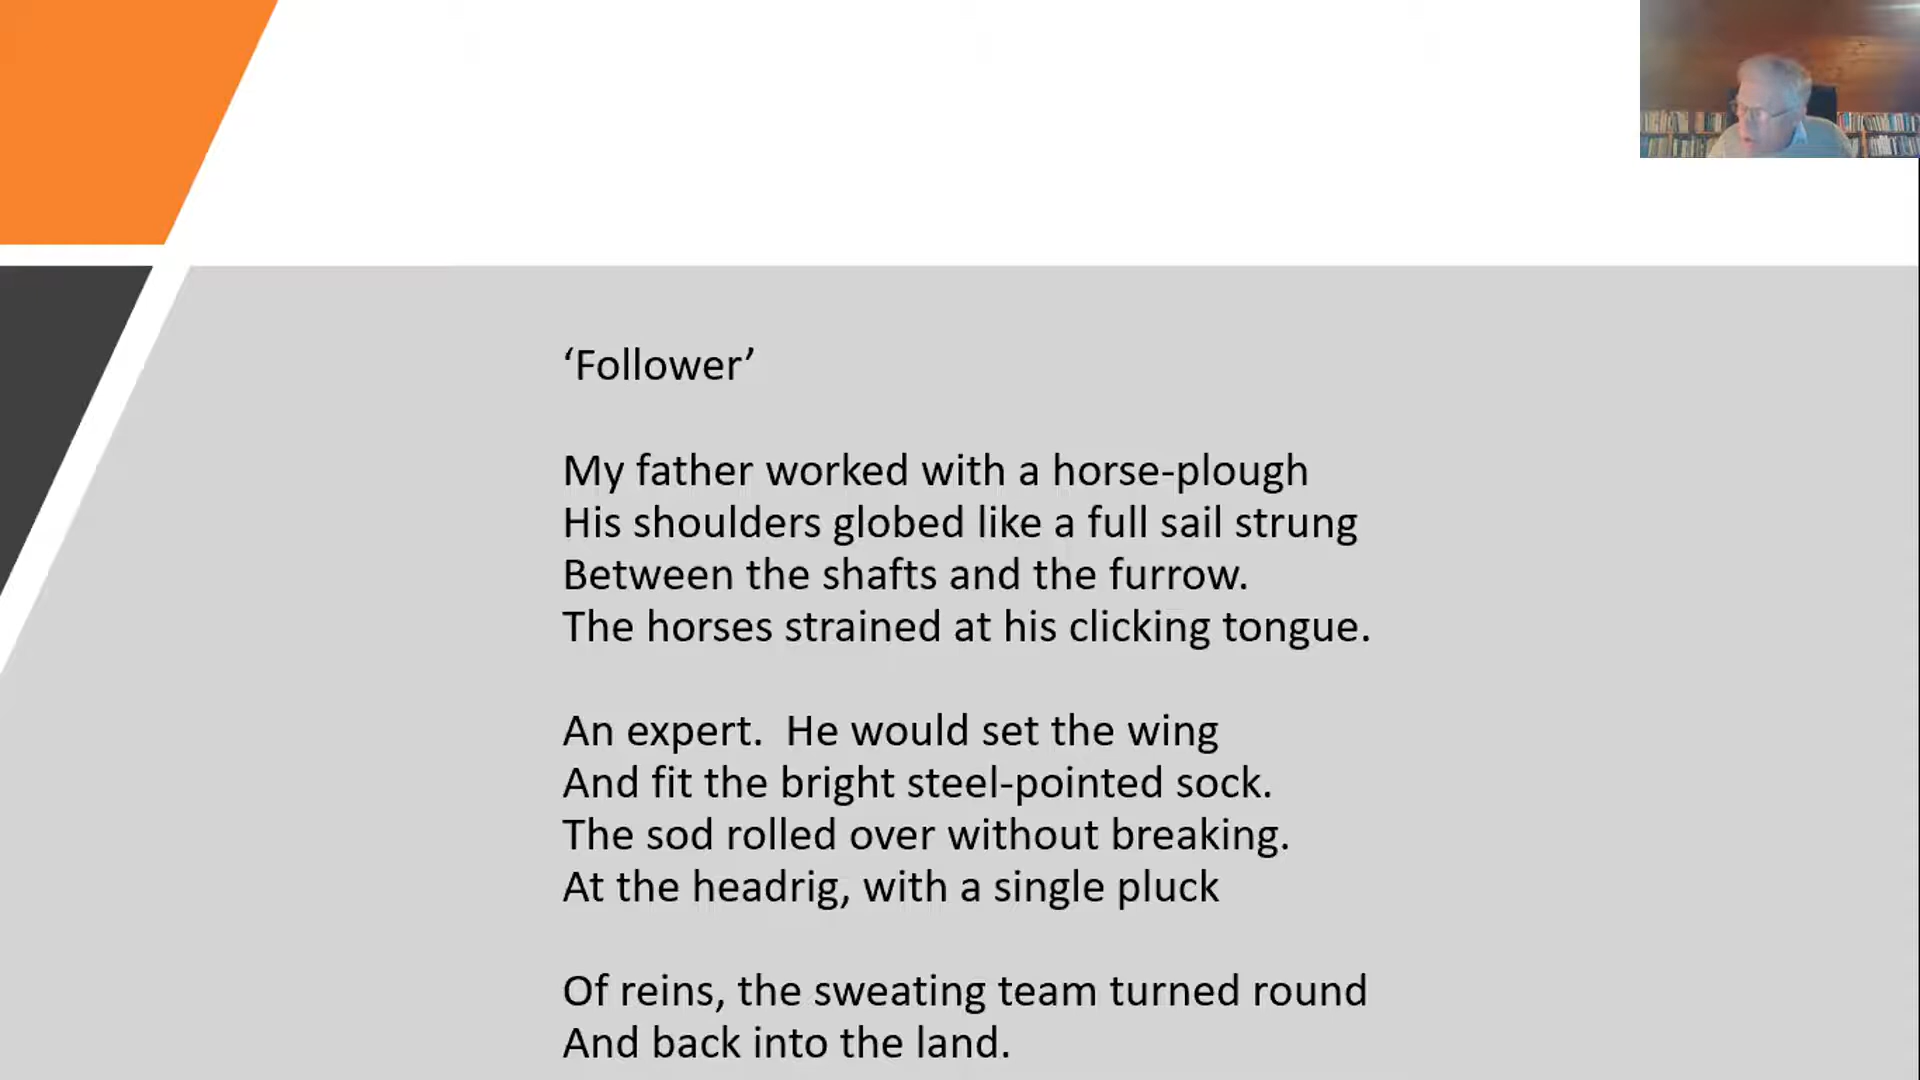 ‘Follower’
My father worked with a horse-plough
His shoulders globed like a full sail strung
Between the shafts and the furrow.
The horses strained at his clicking tongue.
An expert.  He would set the wing
And fit the bright steel-pointed sock.
The sod rolled over without breaking.
At the headrig, with a single pluck
Of reins, the sweating team turned round
And back into the land.